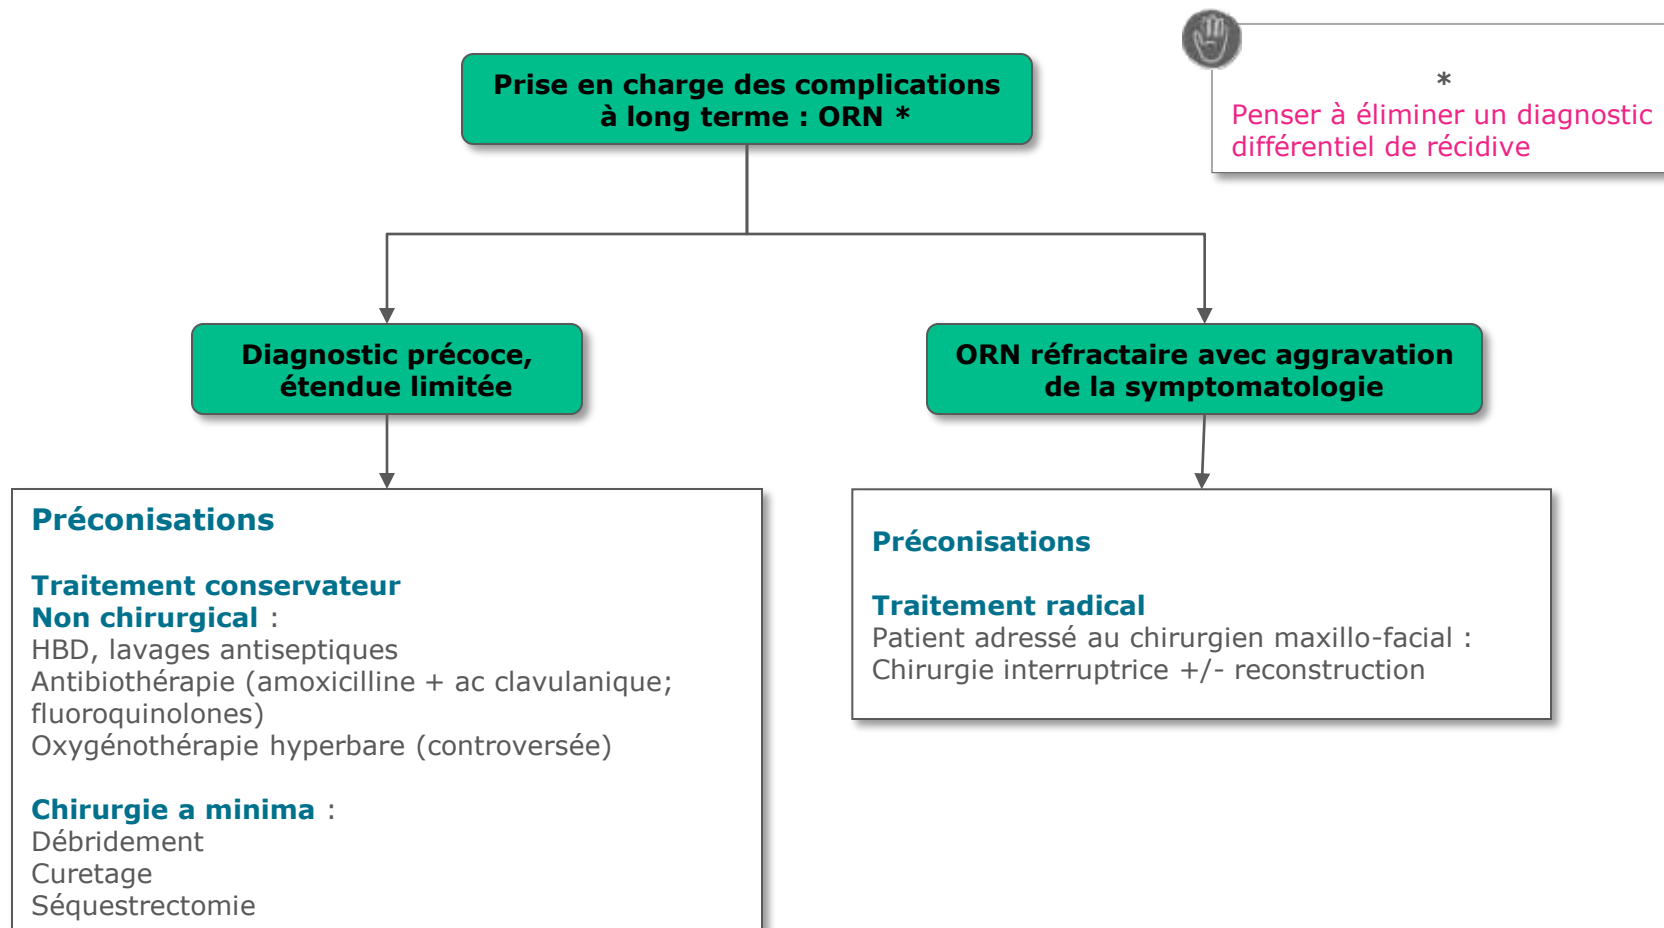 Prise en charge des complications
à long terme : ORN *
*
Penser à éliminer un diagnostic
différentiel de récidive
Diagnostic précoce,
étendue limitée
ORN réfractaire avec aggravation
de la symptomatologie
Préconisations
Traitement conservateur
Non chirurgical :
HBD, lavages antiseptiques
Antibiothérapie (amoxicilline + ac clavulanique;
fluoroquinolones)
Oxygénothérapie hyperbare (controversée)
Chirurgie a minima :
Débridement
Curetage
Séquestrectomie
Préconisations
Traitement radical
Patient adressé au chirurgien maxillo-facial :
Chirurgie interruptrice +/- reconstruction